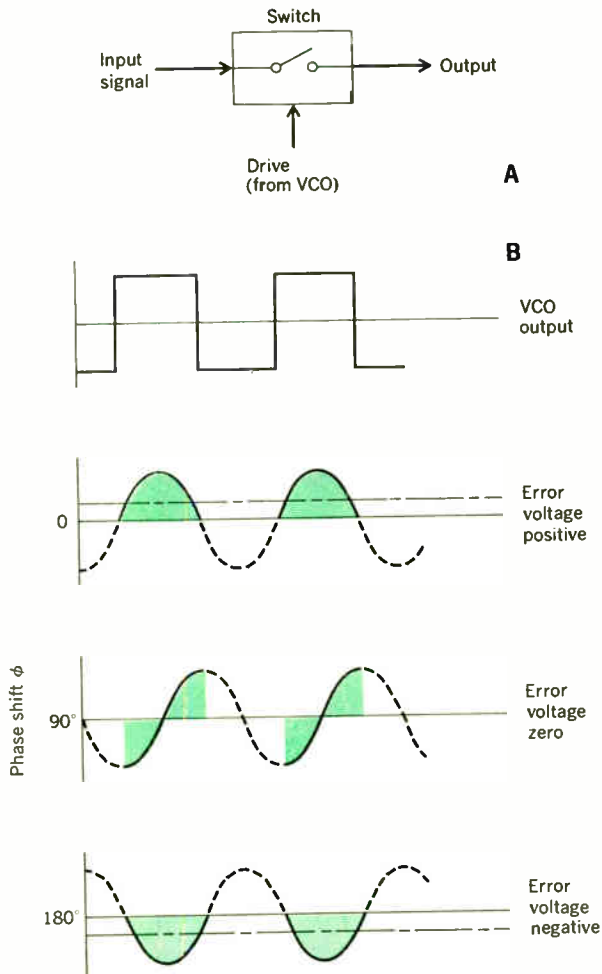 Switch
Input
signal
Output
Drive
(from VCO)
A
B
VCO
output
0
Error
voltage
positive
Phase shift ϕ
90°
Error
voltage
zero
180°
Error
voltage
negative